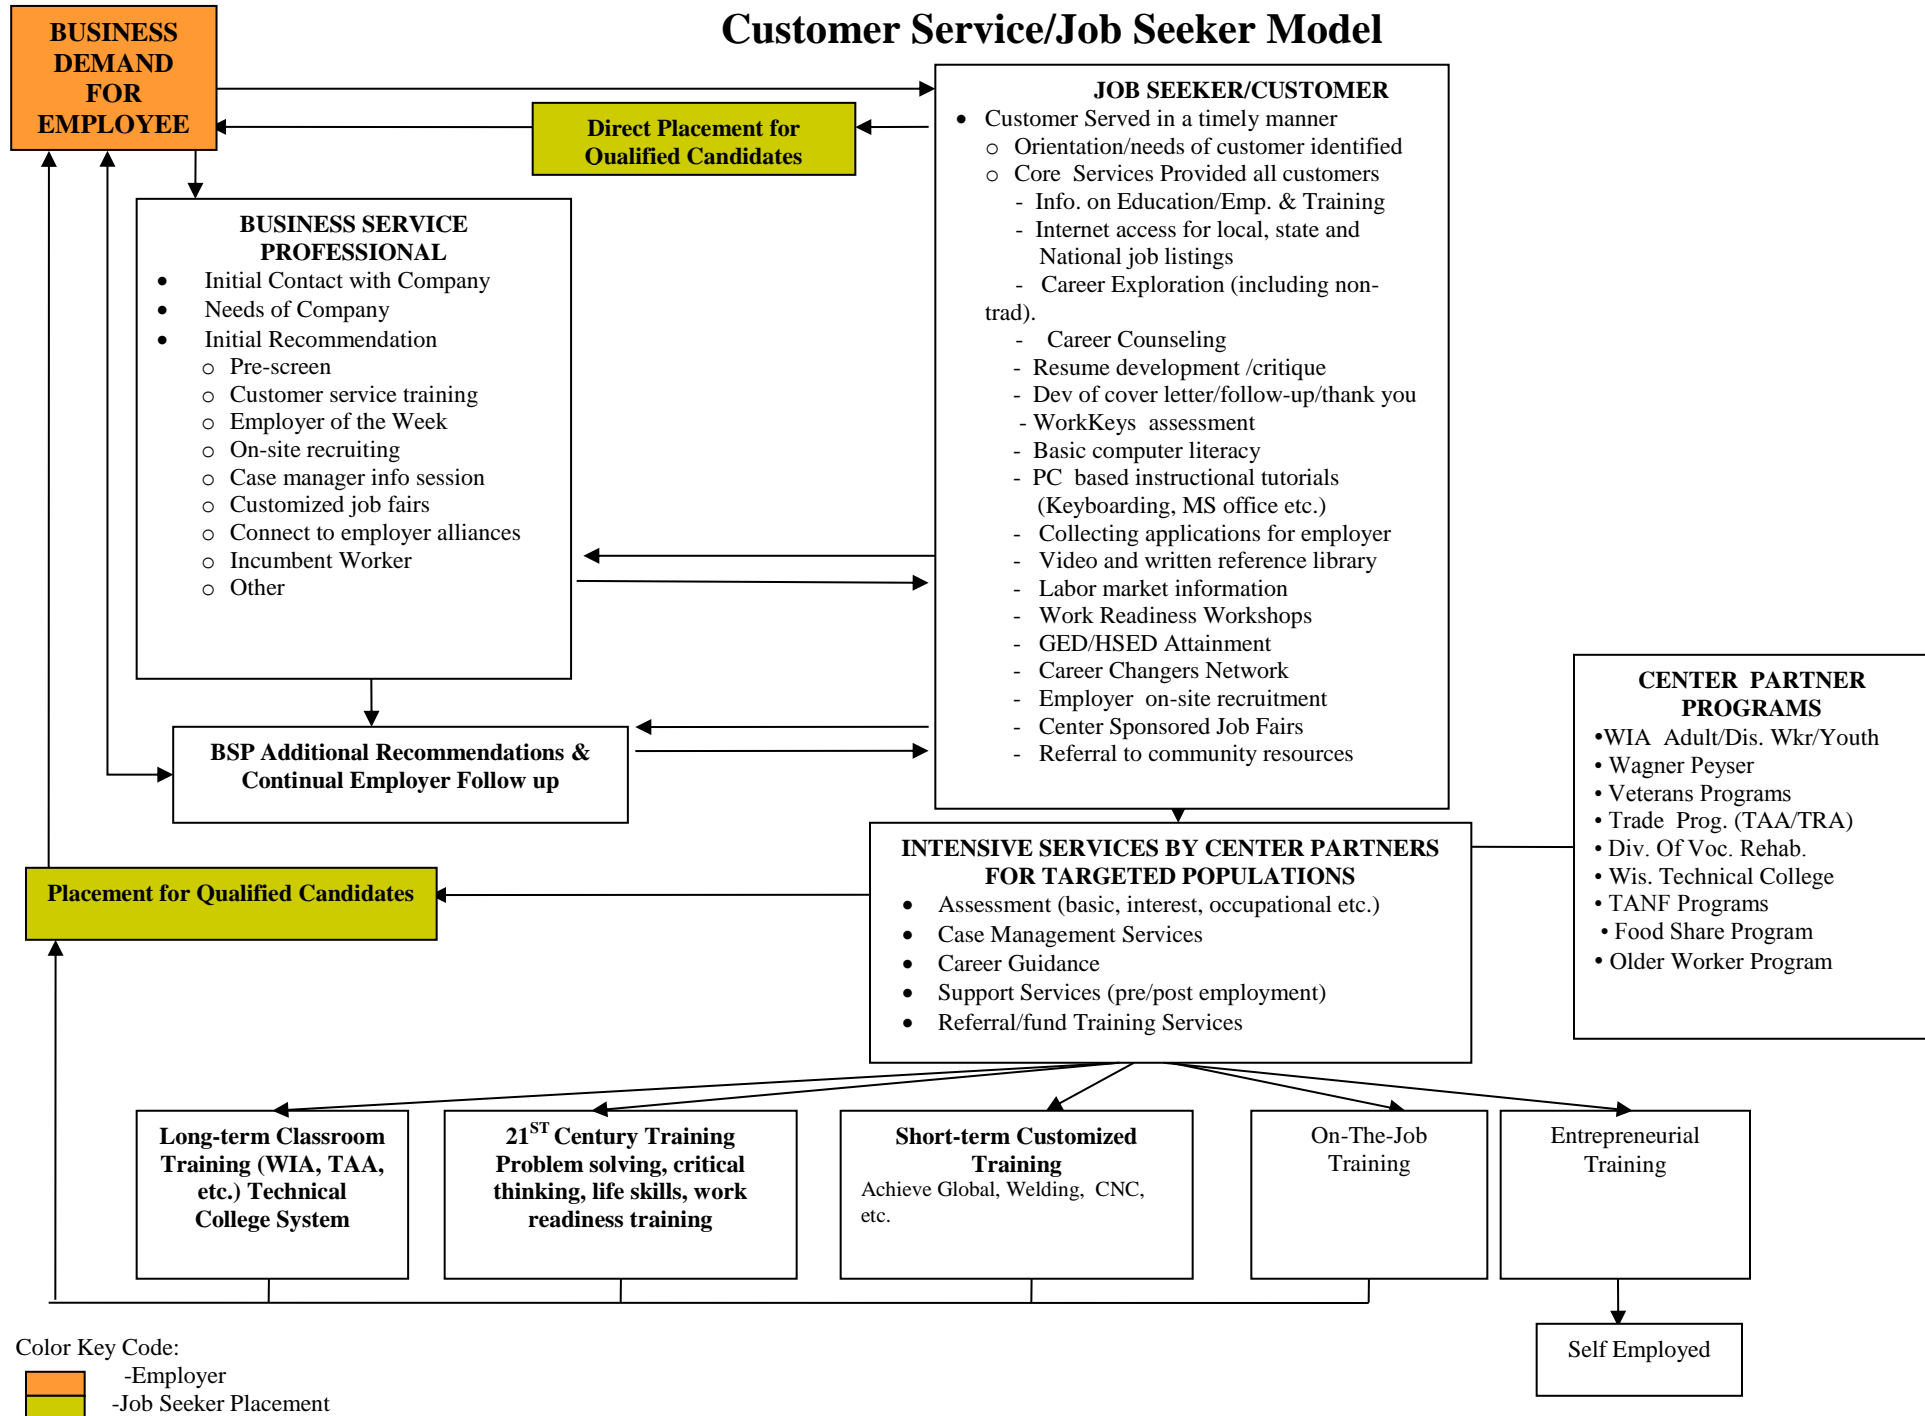 Customer Service/Job Seeker Model
BUSINESS
DEMAND
FOR
EMPLOYEE
Direct Placement for
Qualified Candidates
JOB SEEKER/CUSTOMER
• Customer Served in a timely manner
o Orientation/needs of customer identified
o Core Services Provided all customers
- Info. on Education/Emp. & Training
- Internet access for local, state and
National job listings
- Career Exploration (including non-
trad).
- Career Counseling
- Resume development /critique
- Dev of cover letter/follow-up/thank you
- WorkKeys assessment
- Basic computer literacy
- PC based instructional tutorials
(Keyboarding, MS office etc.)
- Collecting applications for employer
- Video and written reference library
- Labor market information
- Work Readiness Workshops
- GED/HSED Attainment
- Career Changers Network
- Employer on-site recruitment
- Center Sponsored Job Fairs
- Referral to community resources
BUSINESS SERVICE
PROFESSIONAL
• Initial Contact with Company
• Needs of Company
• Initial Recommendation
o Pre-screen
o Customer service training
o Employer of the Week
o On-site recruiting
o Case manager info session
o Customized job fairs
o Connect to employer alliances
o Incumbent Worker
o Other
BSP Additional Recommendations &
Continual Employer Follow up
CENTER PARTNER
PROGRAMS
•WIA Adult/Dis. Wkr/Youth
• Wagner Peyser
• Veterans Programs
• Trade Prog. (TAA/TRA)
• Div. Of Voc. Rehab.
• Wis. Technical College
• TANF Programs
• Food Share Program
• Older Worker Program
Placement for Qualified Candidates
INTENSIVE SERVICES BY CENTER PARTNERS
FOR TARGETED POPULATIONS
• Assessment (basic, interest, occupational etc.)
• Case Management Services
• Career Guidance
• Support Services (pre/post employment)
• Referral/fund Training Services
Long-term Classroom
Training (WIA, TAA,
etc.) Technical
College System
21ST Century Training
Problem solving, critical
thinking, life skills, work
readiness training
Short-term Customized
Training
Achieve Global, Welding, CNC,
etc.
On-The-Job
Training
Entrepreneurial
Training
Self Employed
Color Key Code:
-Employer
-Job Seeker Placement